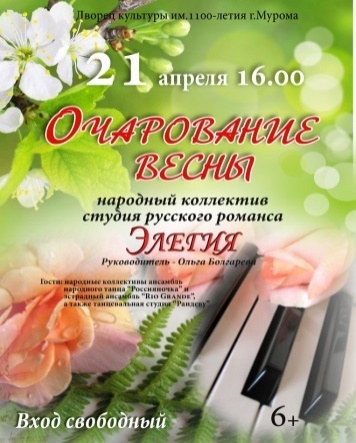 Дворец культуры им.1100-летия г.Мурома
21 апреля 16.00
Очарование
весны
народный коллектив
студия русского романса
Элегия
Руководитель - Ольга Болгарева
Гости: народные коллективы ансамбль
народного танца "Россияночка" и
эстрадный ансамбль "Rio Grande",
а также танцевальная студия "Рандеву"
Вход свободный
6+